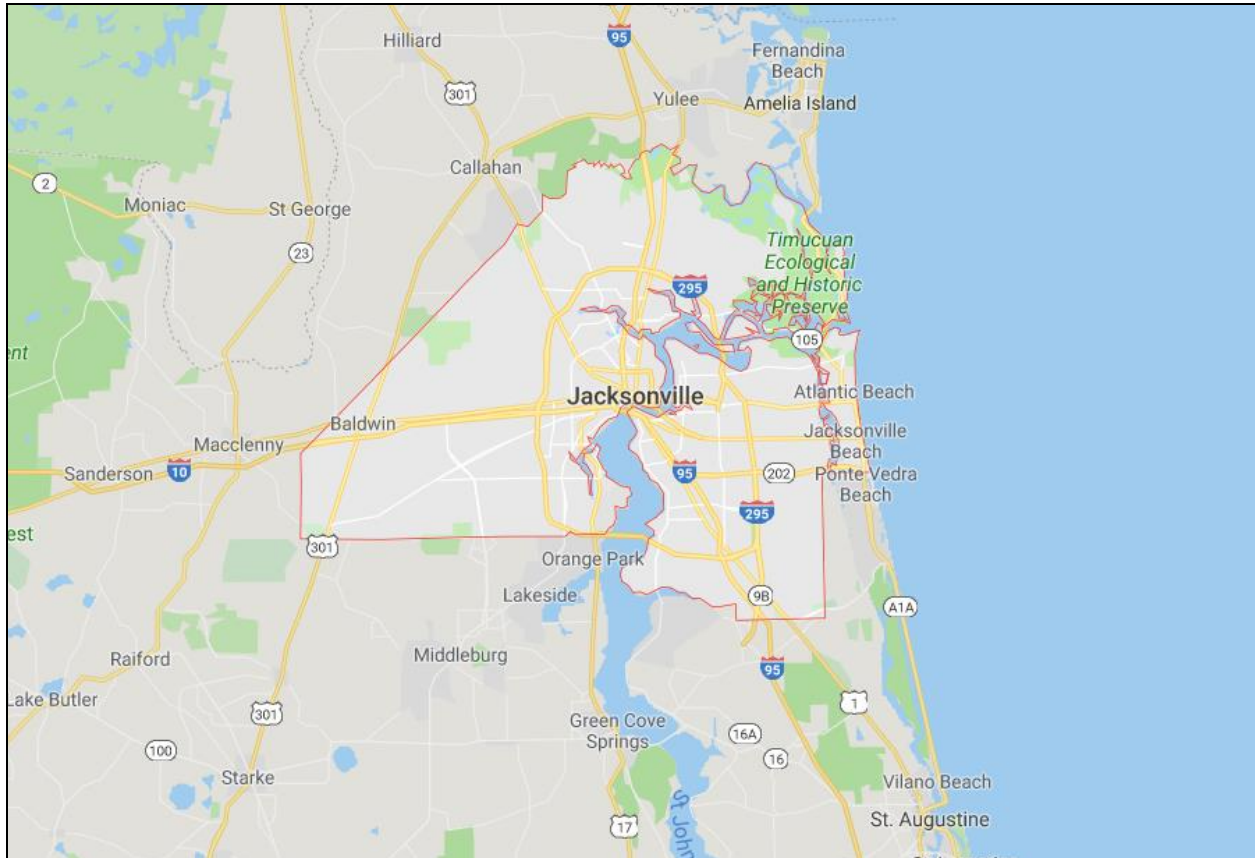 95
Hilliard
Fernandina
Beach
301
Yulee
Amelia Island
Callahan
2
Moniac
St George
23
Timucuan
Ecological
and Historic
Preserve
295
105
ent
Jacksonville
Atlantic Beach
Baldwin
Jacksonville
Beach
Macclenny
Sanderson
10
95
202
Ponte Vedra
Beach
295
est
301
Orange Park
Lakeside
9B
A1A
Raiford
Middleburg
95
Lake Butler
301
1
Green Cove
Springs
16A
100
16
Starke
Vilano Beach
St John
17
St. Augustine